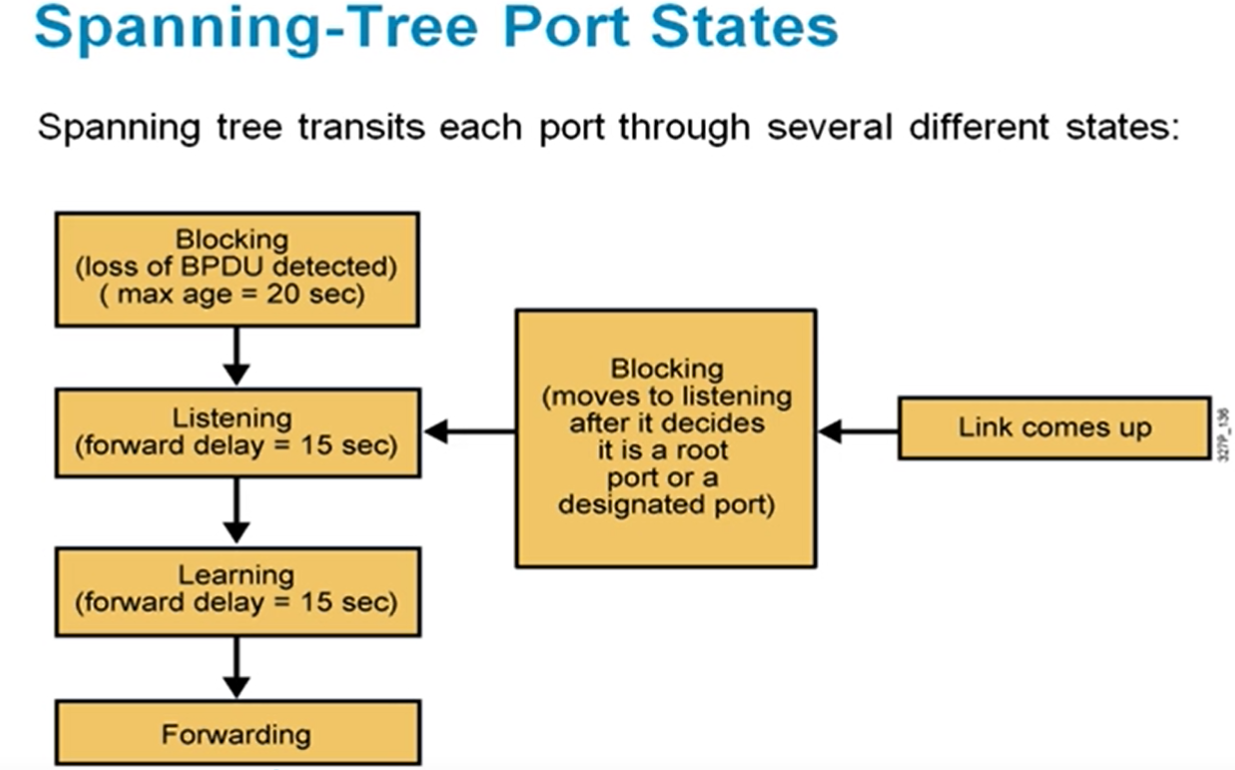 Spanning-Tree Port States
Spanning tree transits each port through several different states:
Blocking
(loss of BPDU detected)
( max age = 20 sec)
Listening
(forward delay = 15 sec)
Learning
(forward delay = 15 sec)
Forwarding
Blocking
(moves to listening
after it decides
it is a root
port or a
designated port)
Link comes up
327P_136